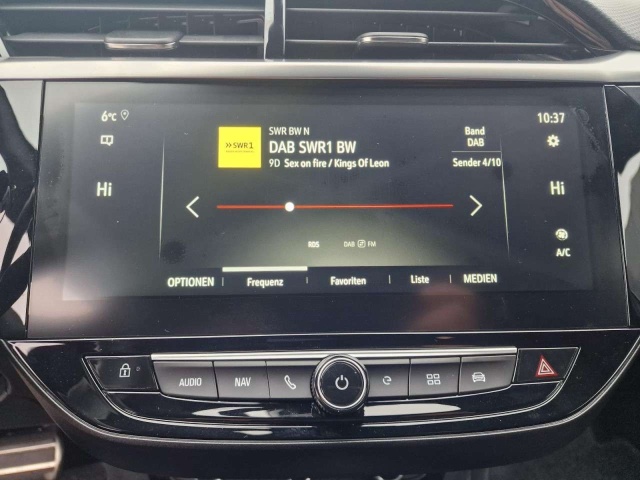 6°C
10:37
SWR BW N
Band
DAB
»SWR1
DAB SWR1 BW
9D Sex on fire / Kings Of Leon
Sender 4/10
Hi
Hi
RDS
DAB FM
A/C
OPTIONEN
Frequenz
Favoriten
Liste
MEDIEN
AUDIO
NAV